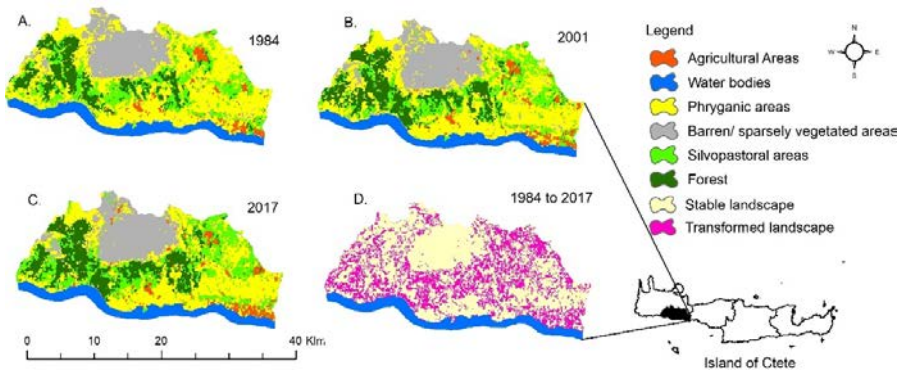 A.
1984
B.
2001
Legend
Agricultural Areas
Water bodies
Phryganic areas
Barren/ sparsely vegetated areas
Silvopastoral areas
Forest
Stable landscape
Transformed landscape
N
W E
S
C.
2017
D.
1984 to 2017
0 10 20 40 Klm
Island of Ctete